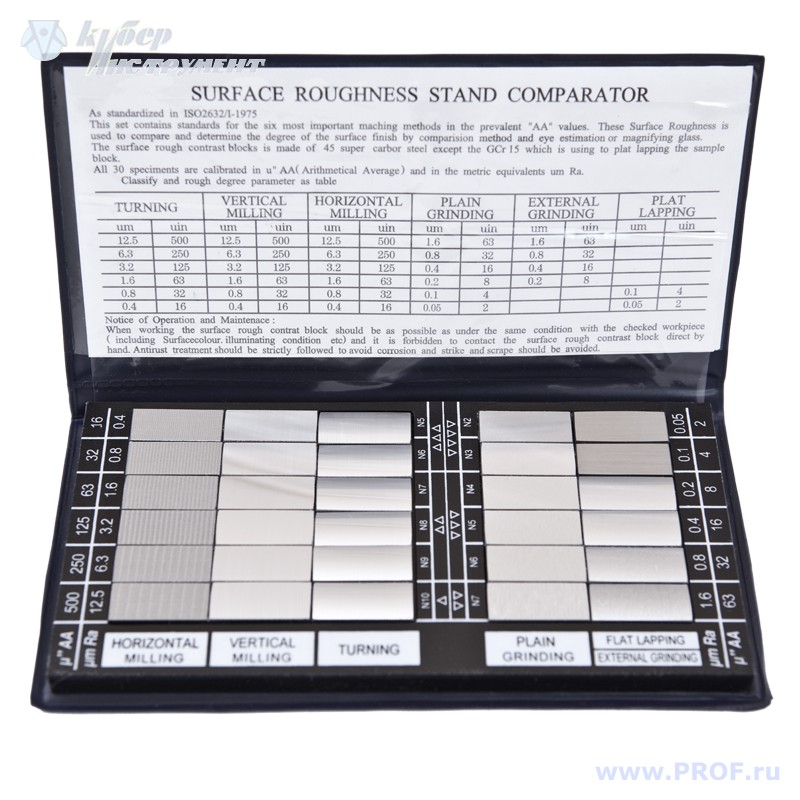 Кубер
Инструмент
SURFACE ROUGHNESS STAND COMPARATOR
As standardized in ISO2632/I-1975
This set contains standards for the six most important maching methods in the prevalent "AA" values. These Surface Roughness is
used to compare and determine the degree of the surface finish by comparision method and eye estimation or magnifying glass.
The surface rough contrast blocks is made of 45 super carbor steel except the GCr15 which is using to plat lapping the sample
block.
All 30 speciments are calibrated in u" AA( Arithmetical Average) and in the metric equivalents um Ra.
Classify and rough degree parameter as table
TURNING VERTICAL MILLING HORIZONTAL MILLING PLAIN GRINDING EXTERNAL GRINDING PLAT LAPPING
um uin um uin um uin um uin um uin um uin
12.5 500 12.5 500 12.5 500 1.6 63 1.6 63
6.3 250 6.3 250 6.3 250 0.8 32 0.8 32
3.2 125 3.2 125 3.2 125 0.4 16 0.4 16
1.6 63 1.6 63 1.6 63 0.2 8 0.2 8
0.8 32 0.8 32 0.8 32 0.1 4 0.1 4
0.4 16 0.4 16 0.4 16 0.05 2 0.05 2
Notice of Operation and Maintenace :
When working the surface rough contrat block should be as possible as under the same condition with the checked workpiece
( including Surfacecolour. illuminating condition etc) and it is forbidden to contact the surface rough contrast block directly by
hand. Antirust treatment should be strictly followed to avoid corrosion and strike and scrape should be avoided.
16 0.4 N5 N2 0.05 2
32 0.8 N6 N3 0.1 4
63 1.6 N7 N4 0.2 8
125 3.2 N8 N5 0.4 16
250 6.3 N9 N6 0.8 32
500 12.5 N10 N7 1.6 63
µ"AA µm Ra HORIZONTAL MILLING VERTICAL MILLING TURNING PLAIN GRINDING FLAT LAPPING EXTERNAL GRINDING µm Ra µ"AA
www.PROF.ru